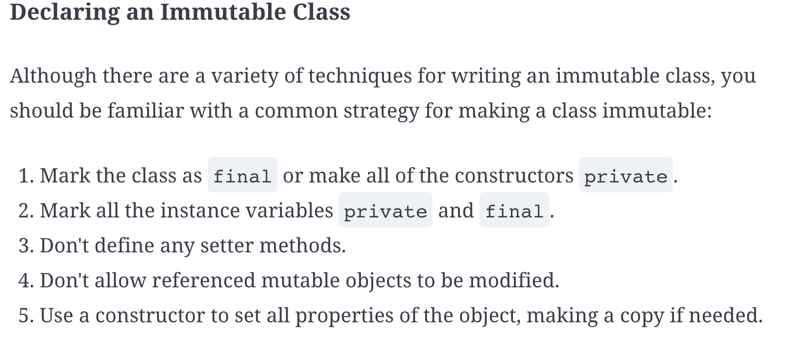 Declaring an Immutable Class
Although there are a variety of techniques for writing an immutable class, you
should be familiar with a common strategy for making a class immutable:
1. Mark the class as final or make all of the constructors private.
2. Mark all the instance variables private and final.
3. Don't define any setter methods.
4. Don't allow referenced mutable objects to be modified.
5. Use a constructor to set all properties of the object, making a copy if needed.